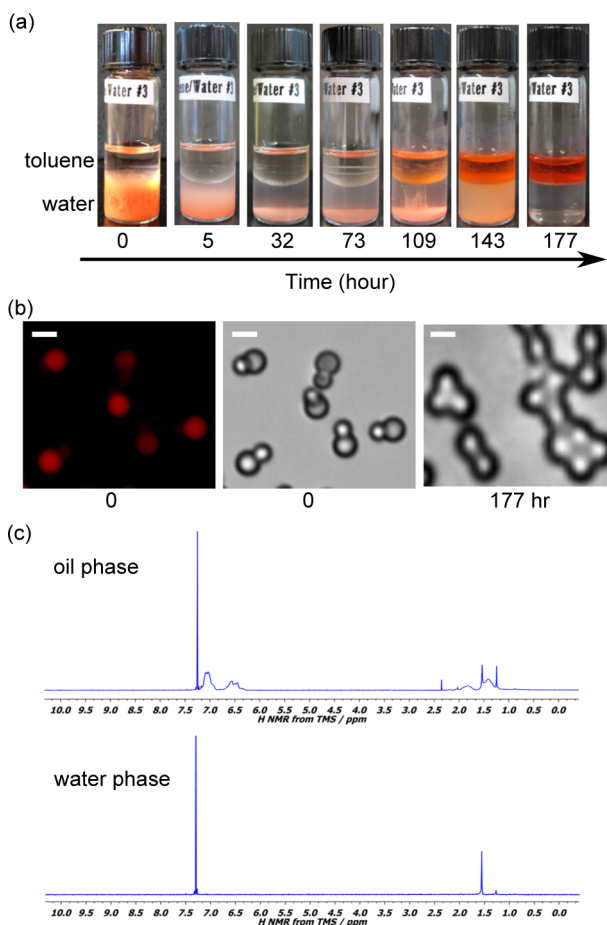 (a)
Water #3
ene/Water #3
e/Water #3
Water #3
ater #3
Water #3
Water #3
toluene
water
0 5 32 73 109 143 177
Time (hour)
(b)
0 0 177 hr
(c)
oil phase
10.0 9.5 9.0 8.5 8.0 7.5 7.0 6.5 6.0 5.5 5.0 4.5 4.0 3.5 3.0 2.5 2.0 1.5 1.0 0.5 0.0
H NMR from TMS / ppm
water phase
10.0 9.5 9.0 8.5 8.0 7.5 7.0 6.5 6.0 5.5 5.0 4.5 4.0 3.5 3.0 2.5 2.0 1.5 1.0 0.5 0.0
H NMR from TMS / ppm